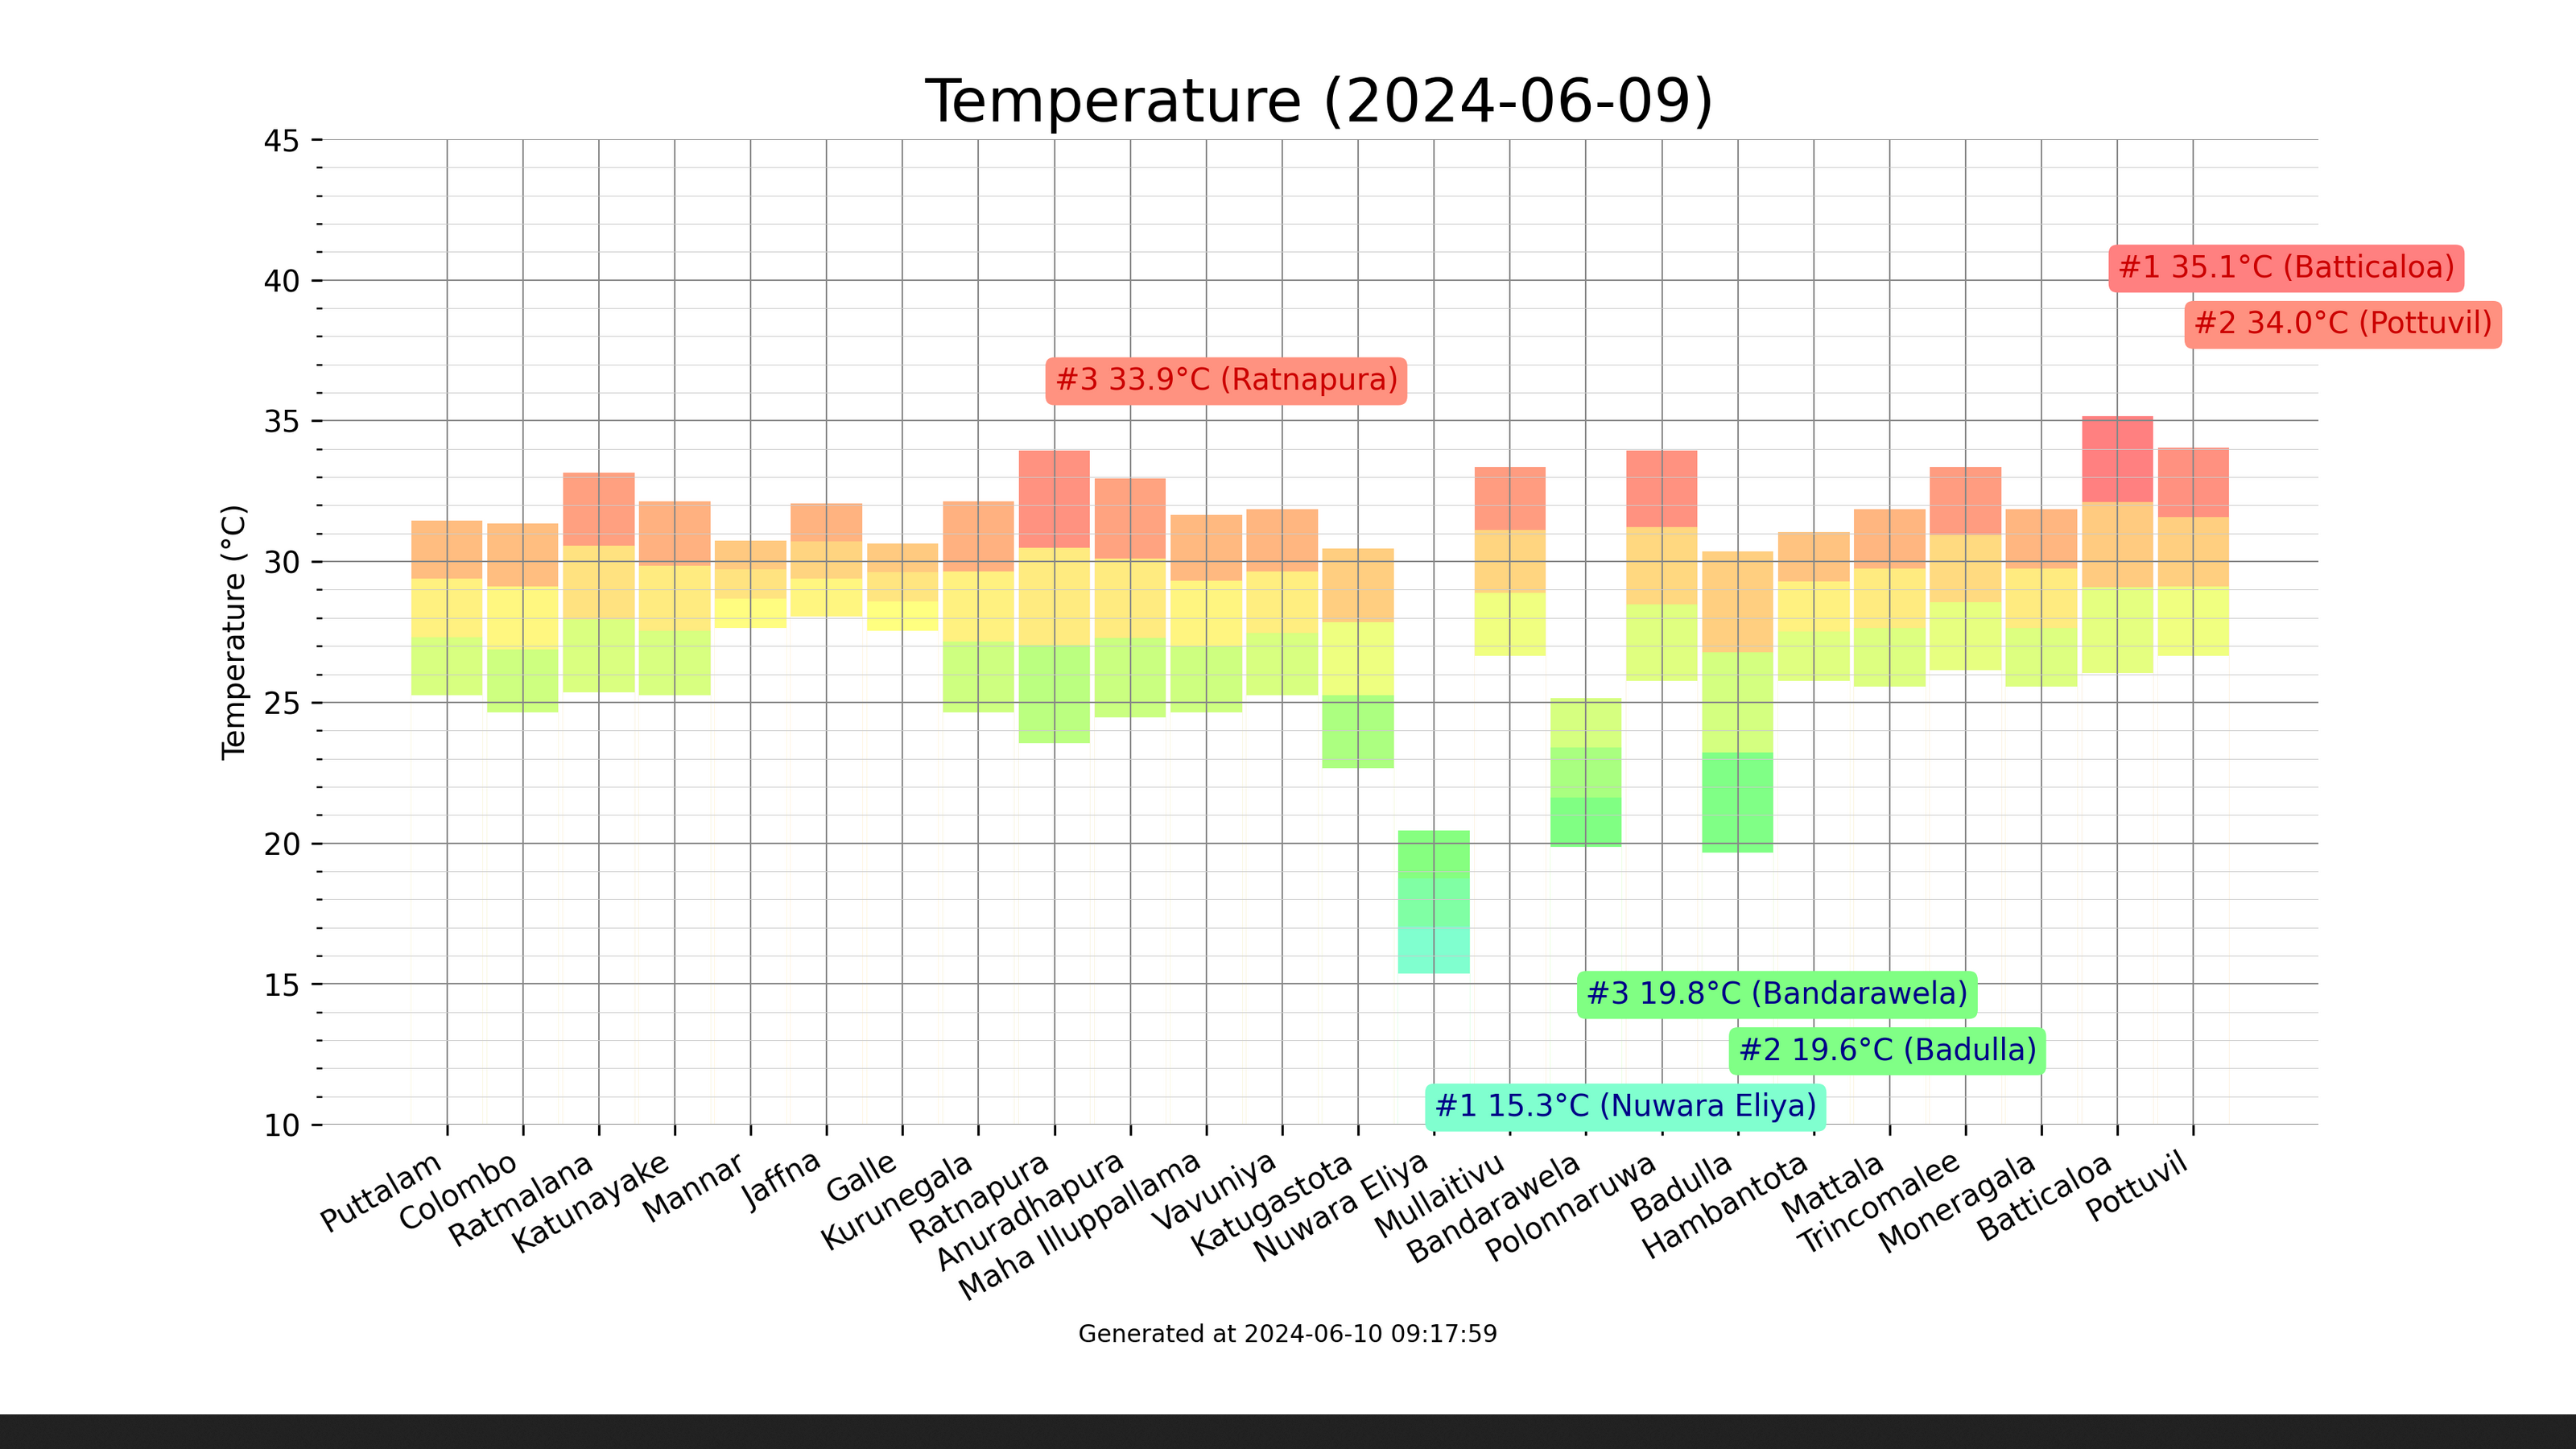 Temperature (2024-06-09)
45
40
35
30
25
20
15
10
Temperature (°C)
#1 35.1°C (Batticaloa)
#2 34.0°C (Pottuvil)
#3 33.9°C (Ratnapura)
#3 19.8°C (Bandarawela)
#2 19.6°C (Badulla)
#1 15.3°C (Nuwara Eliya)
Puttalam
Colombo
Ratmalana
Katunayake
Mannar
Jaffna
Galle
Kurunegala
Ratnapura
Anuradhapura
Maha Illuppallama
Vavuniya
Katugastota
Nuwara Eliya
Mullaitivu
Bandarawela
Polonnaruwa
Badulla
Hambantota
Mattala
Trincomalee
Moneragala
Batticaloa
Pottuvil
Generated at 2024-06-10 09:17:59